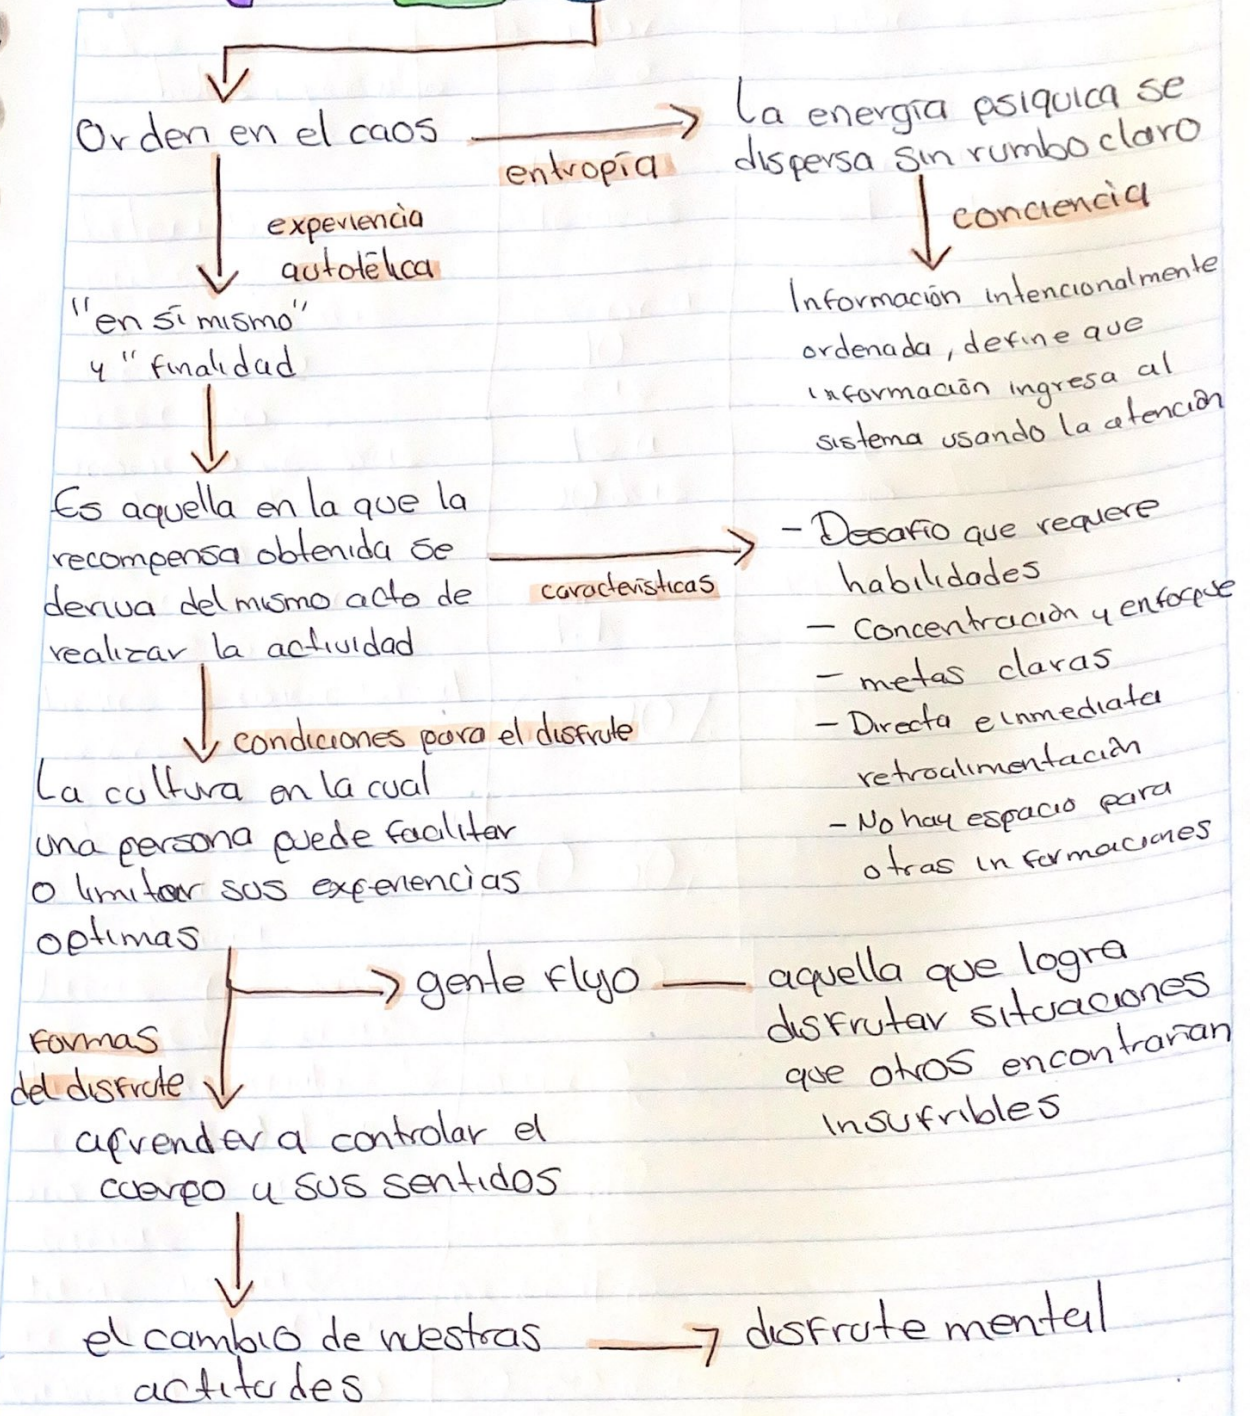 Orden en el caos
entropía
La energía psíquica se
dispersa sin rumbo claro
conciencia
Información intencionalmente
ordenada, define que
información ingresa al
sistema usando la atención
experiencia
autotélica
"en sí mismo"
y "finalidad
Es aquella en la que la
recompensa obtenida se
deriva del mismo acto de
realizar la actividad
características
- Desafío que requere
habilidades
- Concentración y enfoque
- metas claras
- Directa e inmediata
retroalimentación
- No hay espacio para
otras informaciones
condiciones para el disfrute
La cultura en la cual
una persona puede facilitar
o limitar sus experiencias
optimas
gente flujo
aquella que logra
disfrutar situaciones
que otros encontrarían
insufribles
Formas
del disfrute
aprender a controlar el
cuerpo y sus sentidos
el cambio de nuestras
actitudes
disfrute mental